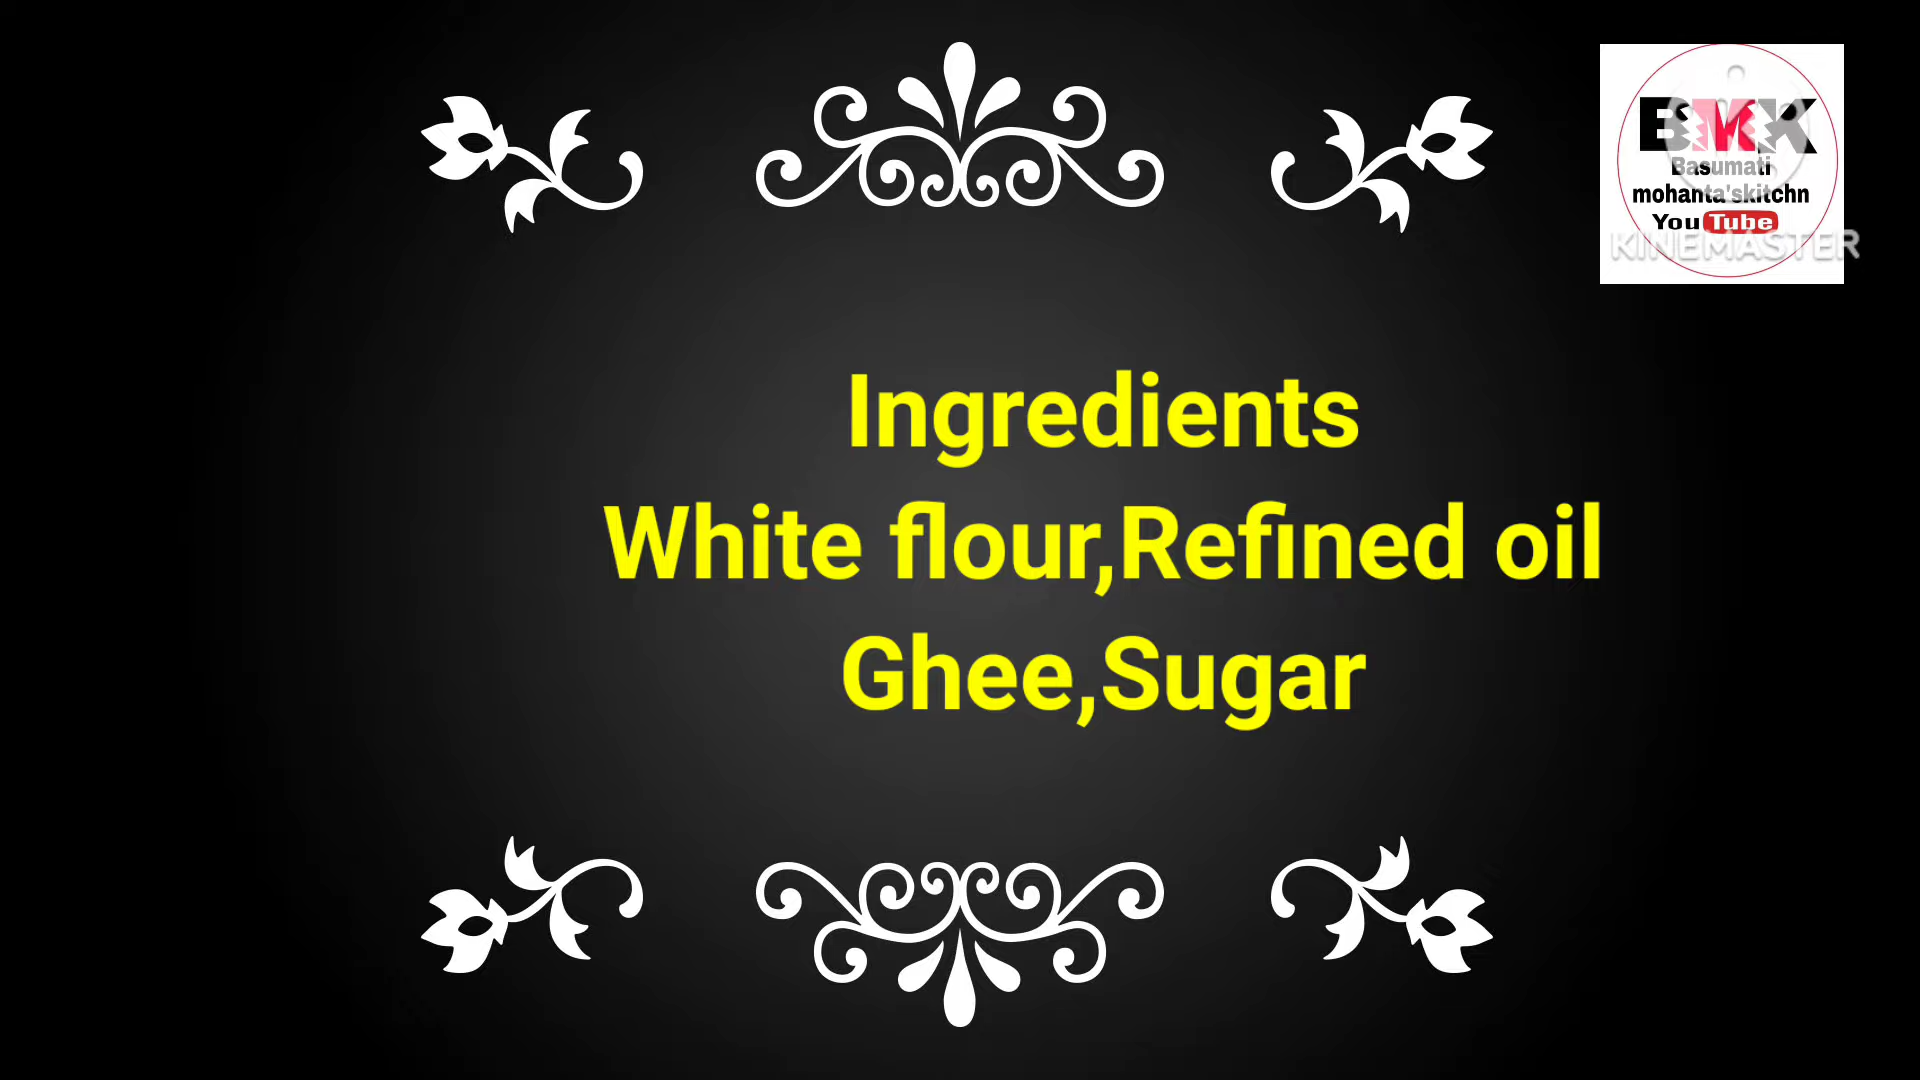 BMK
Basumati
mohanta'skitchn
YouTube
KINEMASTER
Ingredients
White flour,Refined oil
Ghee,Sugar